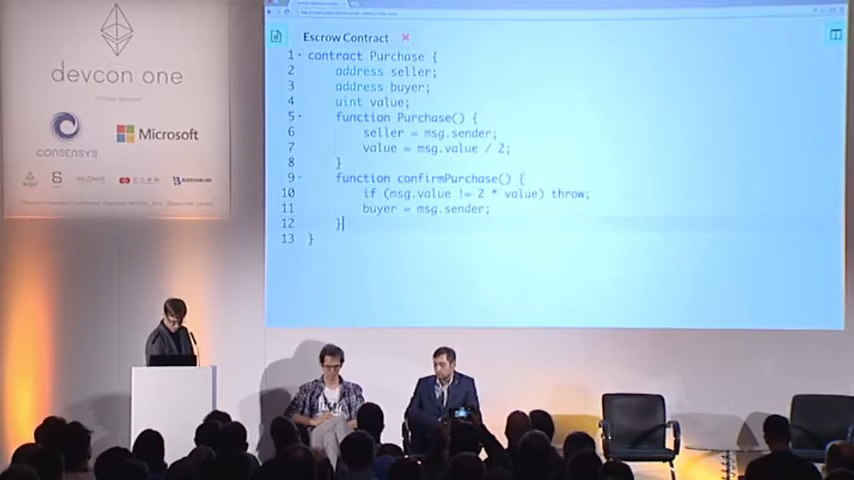 devcon one
CONSENSYS
Microsoft
Escrow Contract
1 contract Purchase {
2 address seller;
3 address buyer;
4 uint value;
5 function Purchase() {
6 seller = msg.sender;
7 value = msg.value / 2;
8 }
9 function confirmPurchase() {
10 if (msg.value != 2 * value) throw;
11 buyer = msg.sender;
12 }
13 }